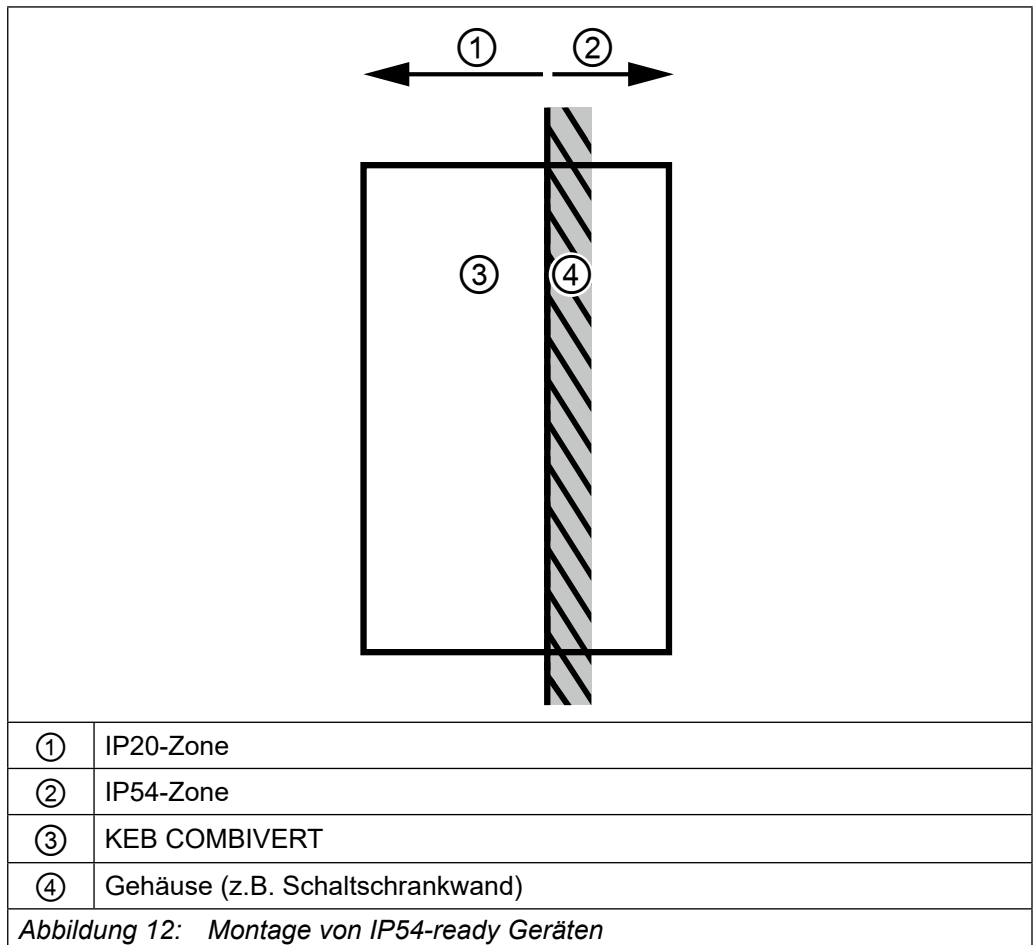 ① ②
③ ④
① IP20-Zone
② IP54-Zone
③ KEB COMBIVERT
④ Gehäuse (z.B. Schaltschrankwand)
Abbildung 12: Montage von IP54-ready Geräten